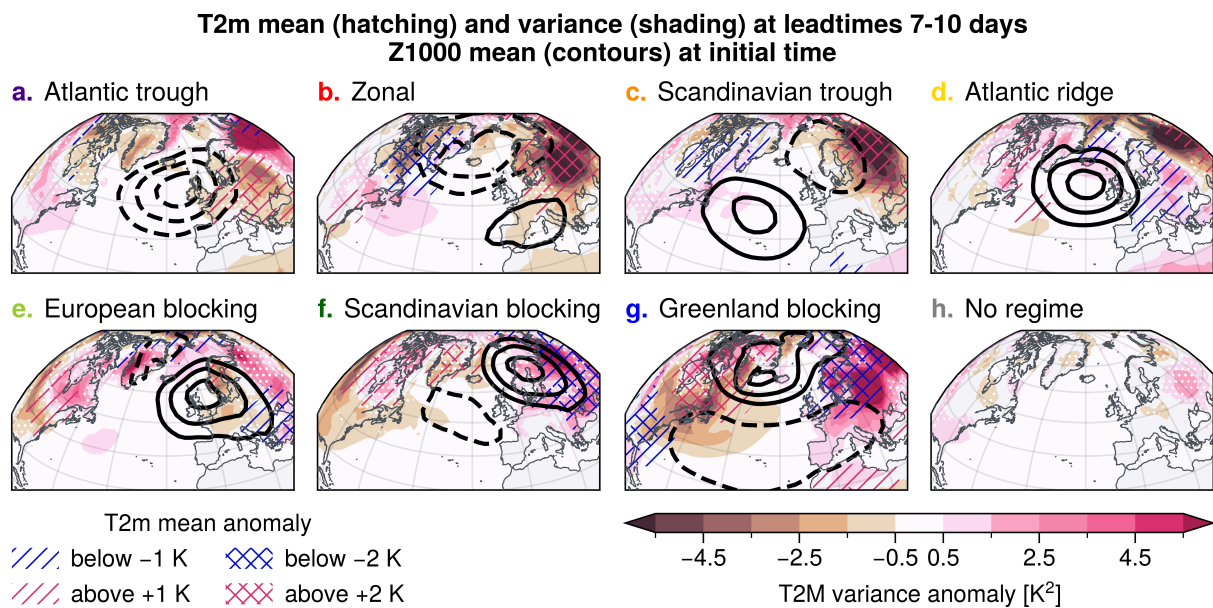 T2m mean (hatching) and variance (shading) at leadtimes 7-10 days
Z1000 mean (contours) at initial time
a. Atlantic trough
b. Zonal
c. Scandinavian trough
d. Atlantic ridge
e. European blocking
f. Scandinavian blocking
g. Greenland blocking
h. No regime
T2m mean anomaly
below −1 K
below −2 K
above +1 K
above +2 K
−4.5 −2.5 −0.5 0.5 2.5 4.5
T2M variance anomaly [K²]